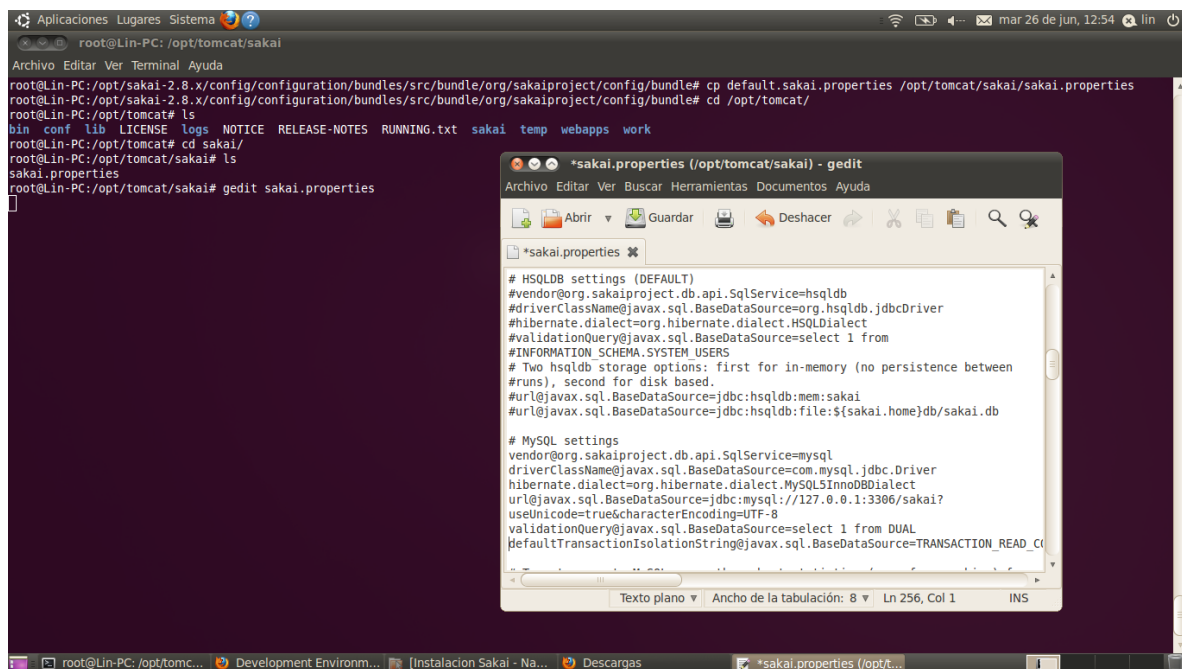 Aplicaciones Lugares Sistema mar 26 de jun, 12:54 lin
root@Lin-PC: /opt/tomcat/sakai
Archivo Editar Ver Terminal Ayuda
root@Lin-PC:/opt/sakai-2.8.x/config/configuration/bundles/src/bundle/org/sakaiproject/config/bundle# cp default.sakai.properties /opt/tomcat/sakai/sakai.properties
root@Lin-PC:/opt/sakai-2.8.x/config/configuration/bundles/src/bundle/org/sakaiproject/config/bundle# cd /opt/tomcat/
root@Lin-PC:/opt/tomcat# ls
bin conf lib LICENSE logs NOTICE RELEASE-NOTES RUNNING.txt sakai temp webapps work
root@Lin-PC:/opt/tomcat# cd sakai/
root@Lin-PC:/opt/tomcat/sakai# ls
sakai.properties
root@Lin-PC:/opt/tomcat/sakai# gedit sakai.properties
*sakai.properties (/opt/tomcat/sakai) - gedit
Archivo Editar Ver Buscar Herramientas Documentos Ayuda
Abrir Guardar Deshacer
*sakai.properties
# HSQLDB settings (DEFAULT)
#vendor@org.sakaiproject.db.api.SqlService=hsqldb
#driverClassName@javax.sql.BaseDataSource=org.hsqldb.jdbcDriver
#hibernate.dialect=org.hibernate.dialect.HSQLDialect
#validationQuery@javax.sql.BaseDataSource=select 1 from
#INFORMATION_SCHEMA.SYSTEM_USERS
# Two hsqldb storage options: first for in-memory (no persistence between
#runs), second for disk based.
#url@javax.sql.BaseDataSource=jdbc:hsqldb:mem:sakai
#url@javax.sql.BaseDataSource=jdbc:hsqldb:file:${sakai.home}db/sakai.db
# MySQL settings
vendor@org.sakaiproject.db.api.SqlService=mysql
driverClassName@javax.sql.BaseDataSource=com.mysql.jdbc.Driver
hibernate.dialect=org.hibernate.dialect.MySQL5InnoDBDialect
url@javax.sql.BaseDataSource=jdbc:mysql://127.0.0.1:3306/sakai?
useUnicode=true&characterEncoding=UTF-8
validationQuery@javax.sql.BaseDataSource=select 1 from DUAL
defaultTransactionIsolationString@javax.sql.BaseDataSource=TRANSACTION_READ_CO
Texto plano Ancho de la tabulación: 8 Ln 256, Col 1 INS
root@Lin-PC: /opt/tomc... Development Environm... [Instalacion Sakai - Na... Descargas *sakai.properties (/opt/t...